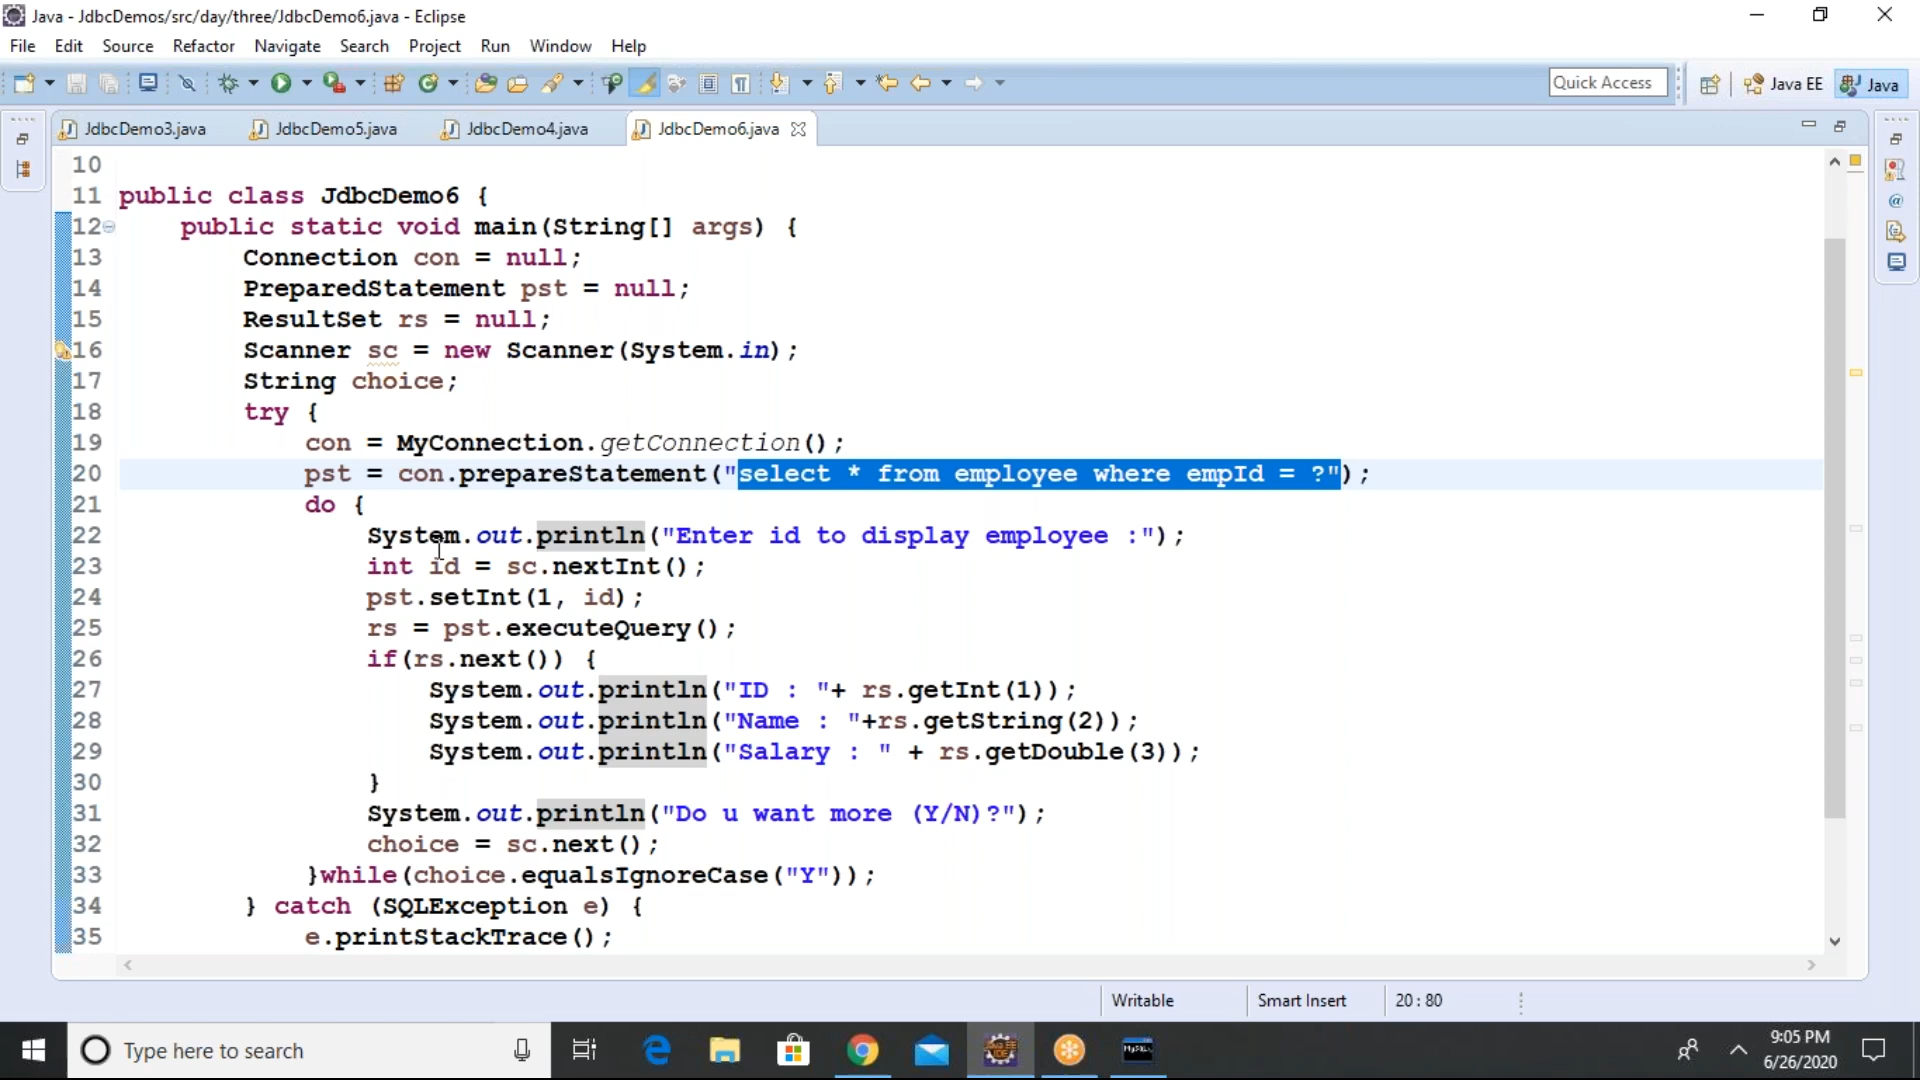 Java - JdbcDemos/src/day/three/JdbcDemo6.java - Eclipse
File Edit Source Refactor Navigate Search Project Run Window Help
Quick Access Java EE Java
JdbcDemo3.java JdbcDemo5.java JdbcDemo4.java JdbcDemo6.java
10
11 public class JdbcDemo6 {
12 public static void main(String[] args) {
13 Connection con = null;
14 PreparedStatement pst = null;
15 ResultSet rs = null;
16 Scanner sc = new Scanner(System.in);
17 String choice;
18 try {
19 con = MyConnection.getConnection();
20 pst = con.prepareStatement("select * from employee where empId = ?");
21 do {
22 System.out.println("Enter id to display employee :");
23 int id = sc.nextInt();
24 pst.setInt(1, id);
25 rs = pst.executeQuery();
26 if(rs.next()) {
27 System.out.println("ID : "+ rs.getInt(1));
28 System.out.println("Name : "+rs.getString(2));
29 System.out.println("Salary : " + rs.getDouble(3));
30 }
31 System.out.println("Do u want more (Y/N)?");
32 choice = sc.next();
33 }while(choice.equalsIgnoreCase("Y"));
34 } catch (SQLException e) {
35 e.printStackTrace();
Writable Smart Insert 20 : 80
Type here to search
9:05 PM
6/26/2020